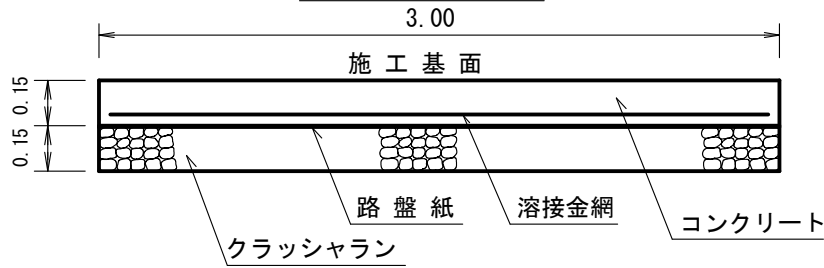 3.00
施工基面
0.15
0.15
路盤紙
溶接金網
コンクリート
クラッシャラン